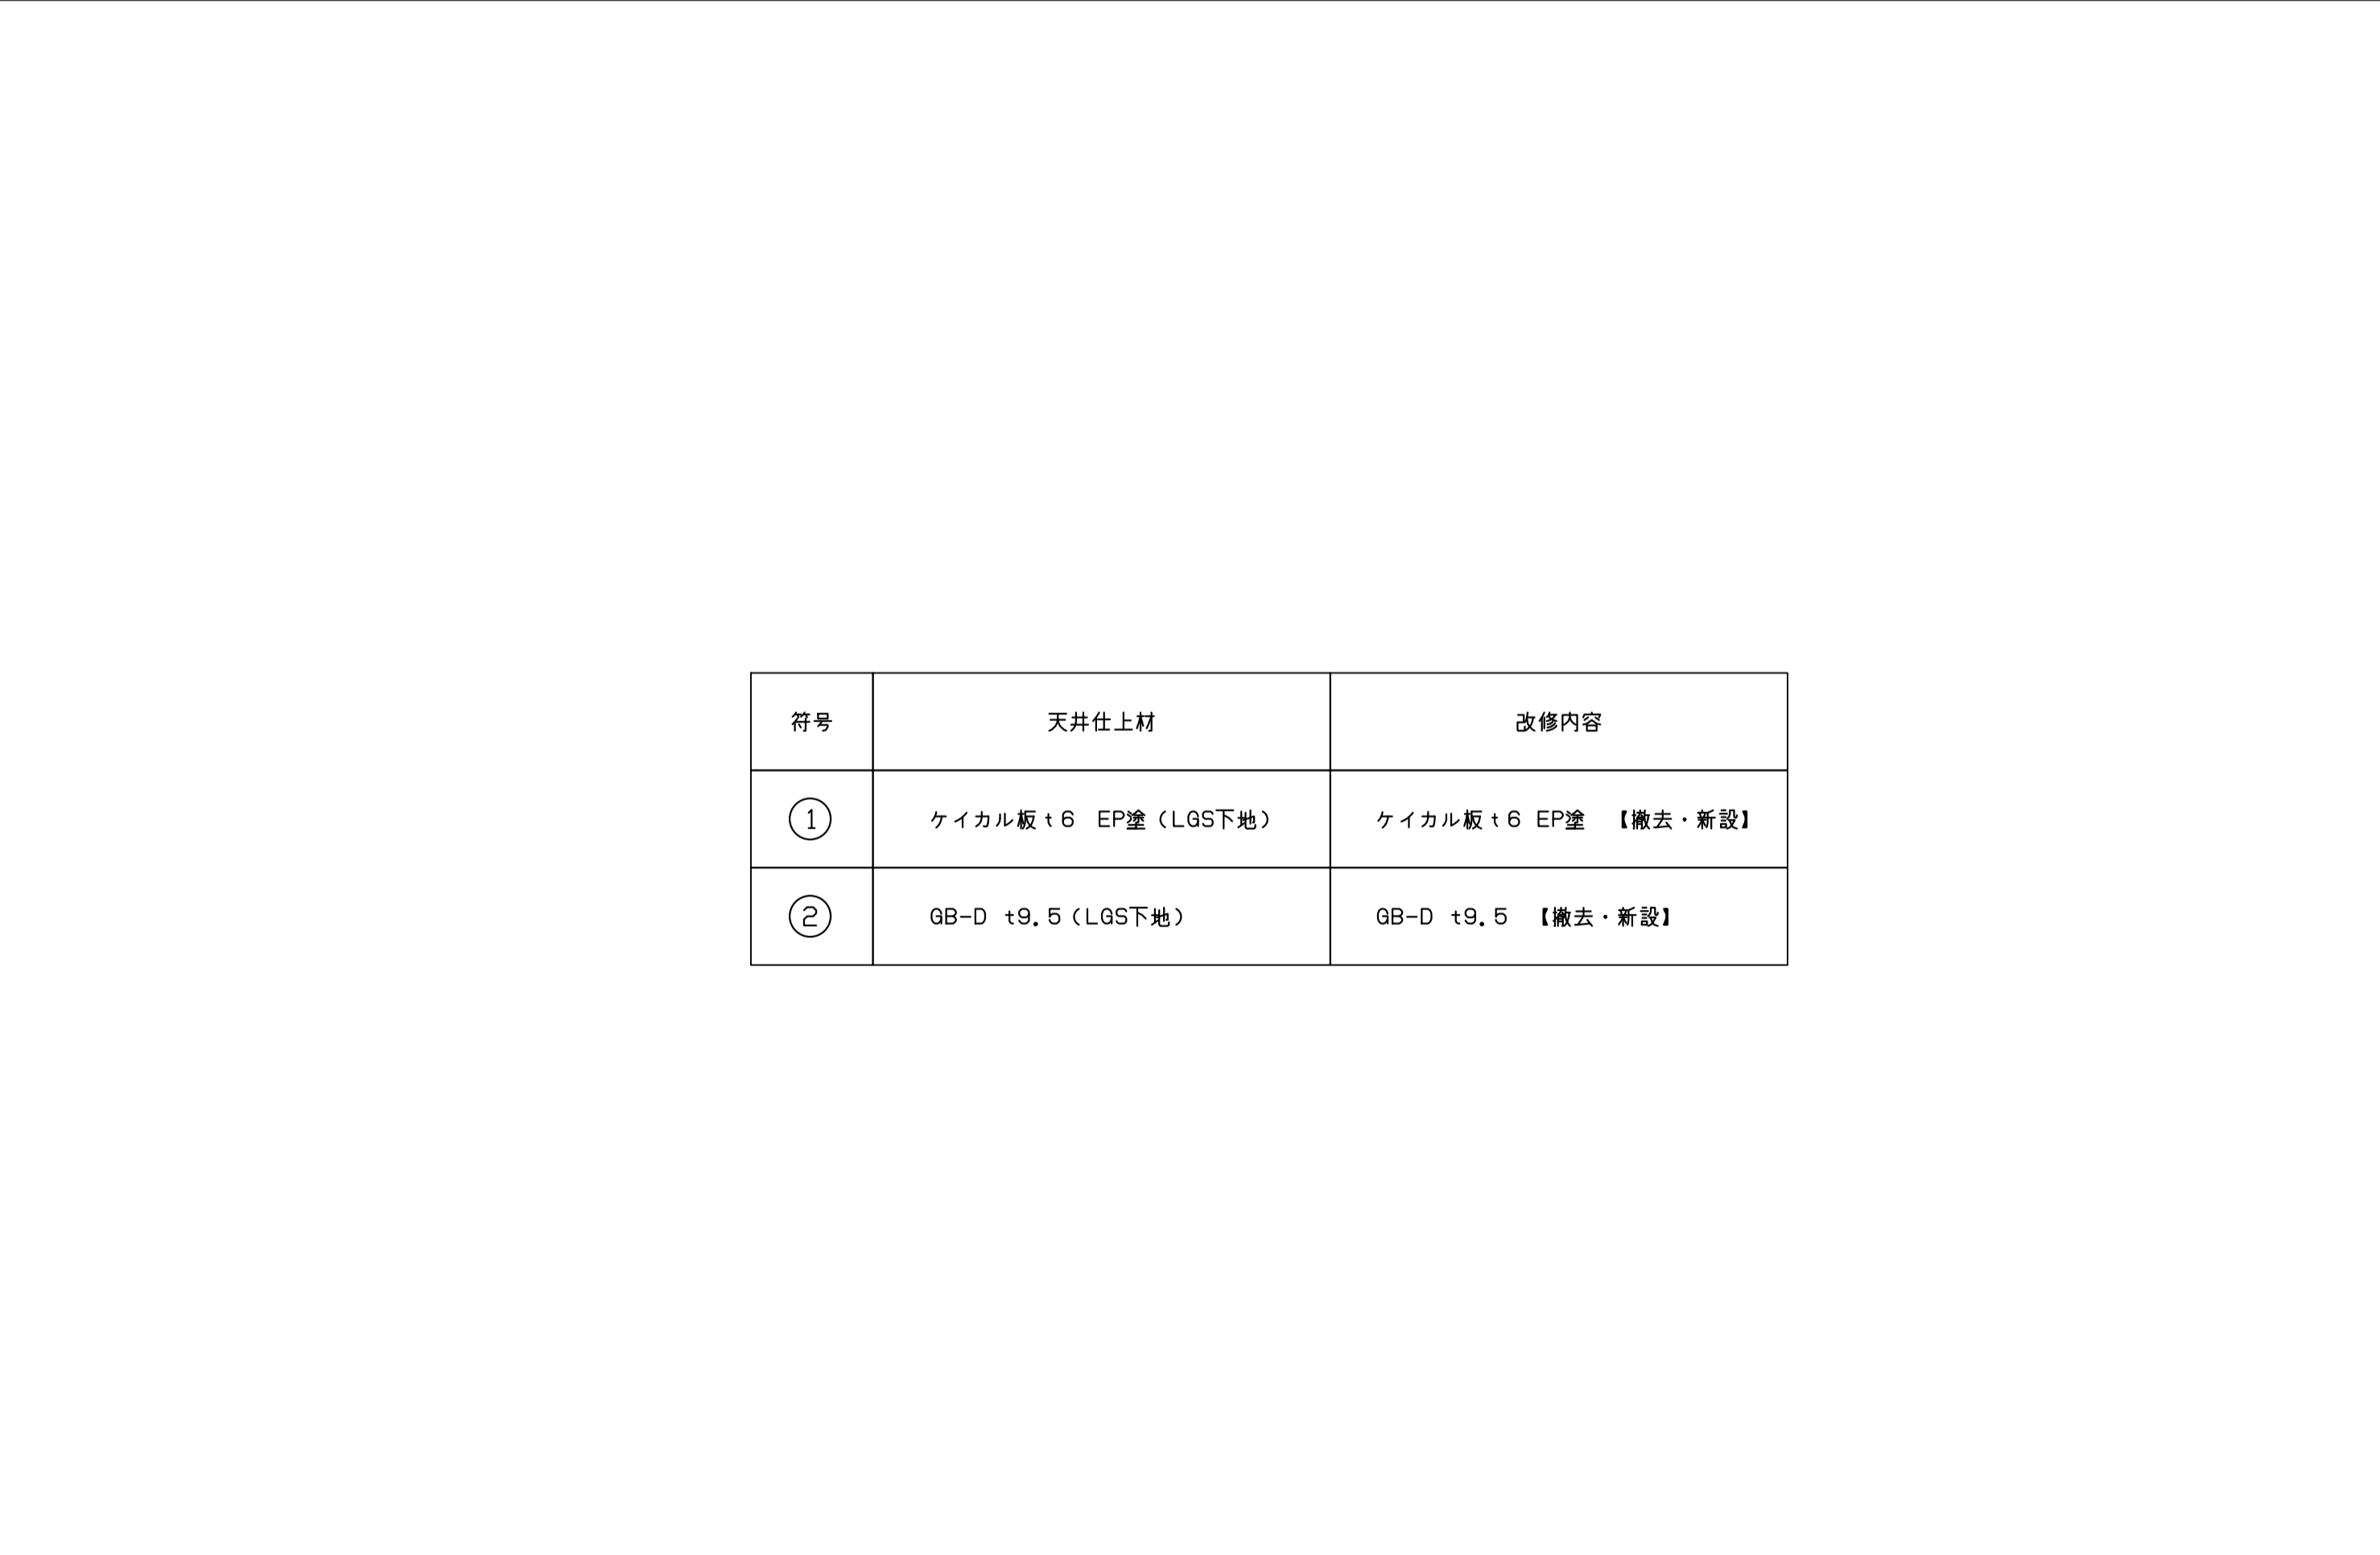 符号 天井仕上材 改修内容
① ケイカル板 t 6 EP塗 (LGS下地) ケイカル板 t 6 EP塗 【撤去・新設】
② GB-D t9.5 (LGS下地) GB-D t9.5 【撤去・新設】